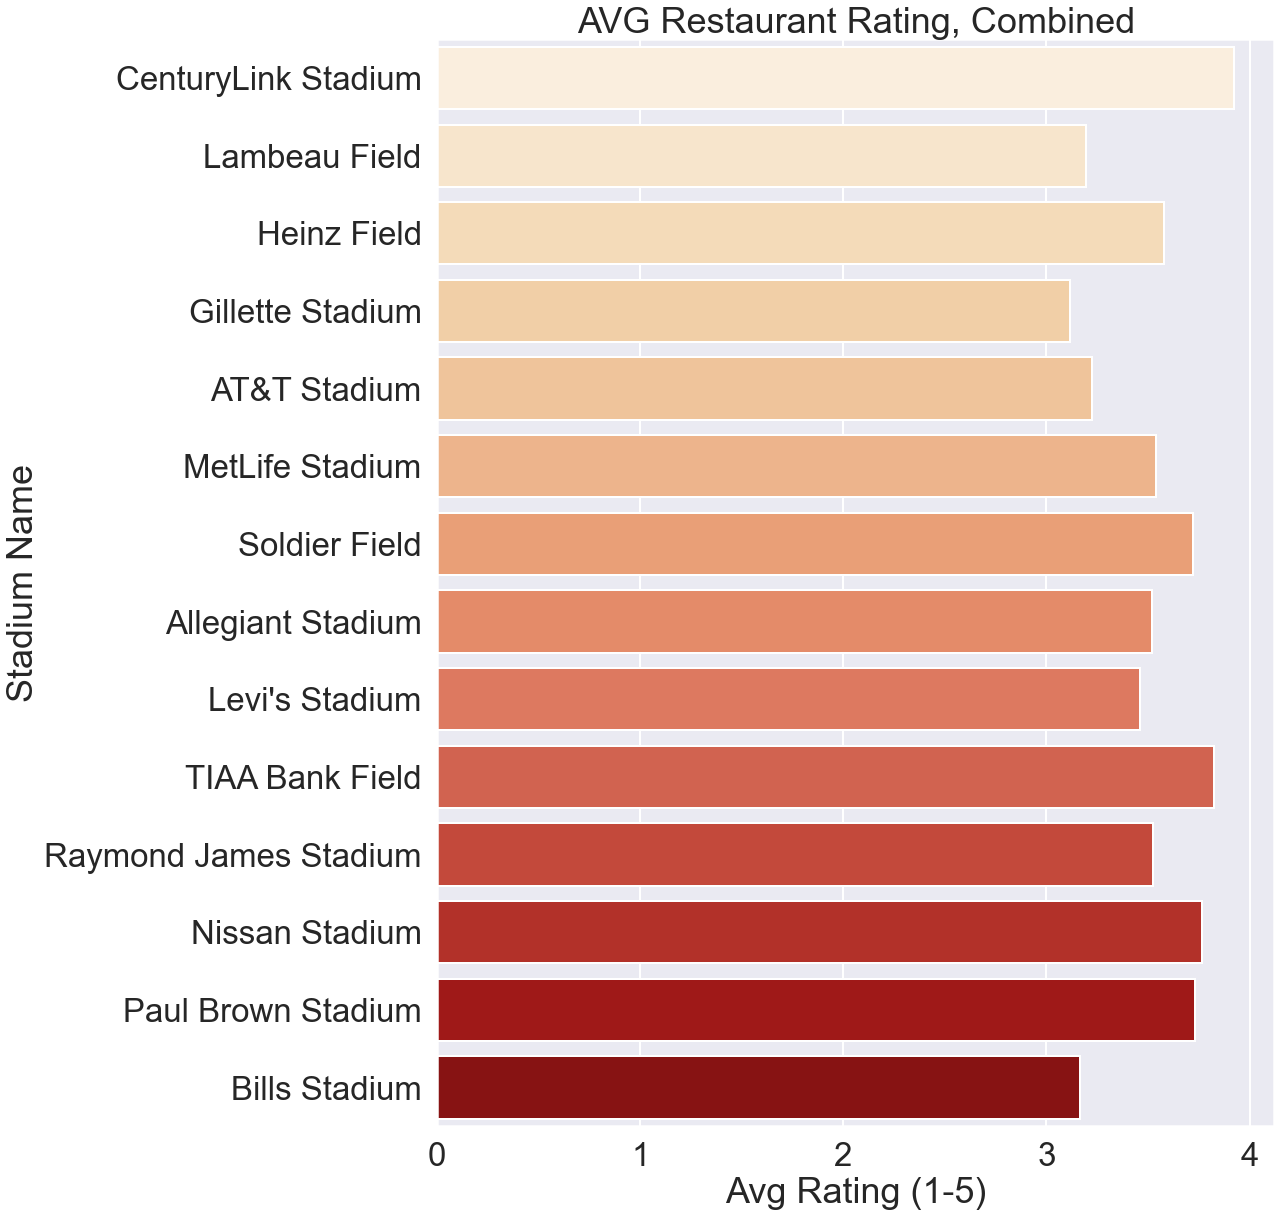 AVG Restaurant Rating, Combined
CenturyLink Stadium
Lambeau Field
Heinz Field
Gillette Stadium
AT&T Stadium
MetLife Stadium
Soldier Field
Allegiant Stadium
Levi's Stadium
TIAA Bank Field
Raymond James Stadium
Nissan Stadium
Paul Brown Stadium
Bills Stadium
Stadium Name
0 1 2 3 4
Avg Rating (1-5)